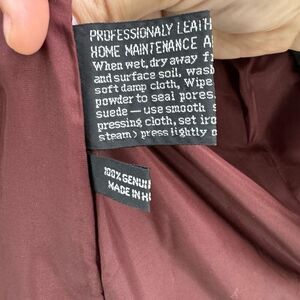 PROFESSIONALY LEATH
HOME MAINTENANCE A
When wet, dry away f
and surface soil, wash
soft damp cloth, Wipe
powder to seal pores.
suede — use smooth s
pressing cloth, set iro
steam) press lightly o
100% GENUI
MADE IN H